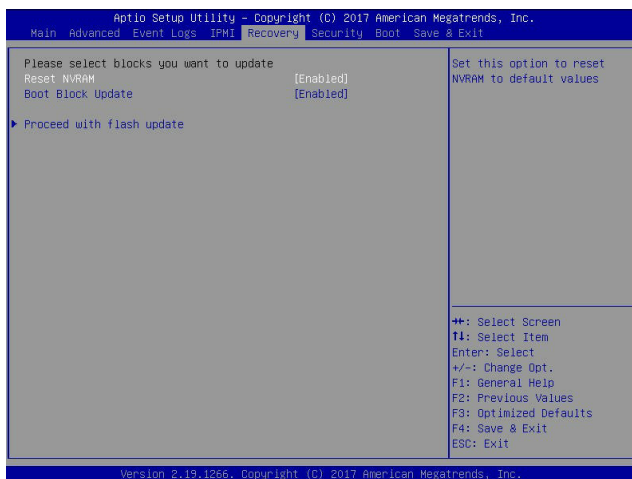 Aptio Setup Utility – Copyright (C) 2017 American Megatrends, Inc.
Main Advanced Event Logs IPMI Recovery Security Boot Save & Exit
Please select blocks you want to update
Reset NVRAM [Enabled]
Boot Block Update [Enabled]
Proceed with flash update
Set this option to reset
NVRAM to default values
→←: Select Screen
↑↓: Select Item
Enter: Select
+/-: Change Opt.
F1: General Help
F2: Previous Values
F3: Optimized Defaults
F4: Save & Exit
ESC: Exit
Version 2.19.1266. Copyright (C) 2017 American Megatrends, Inc.